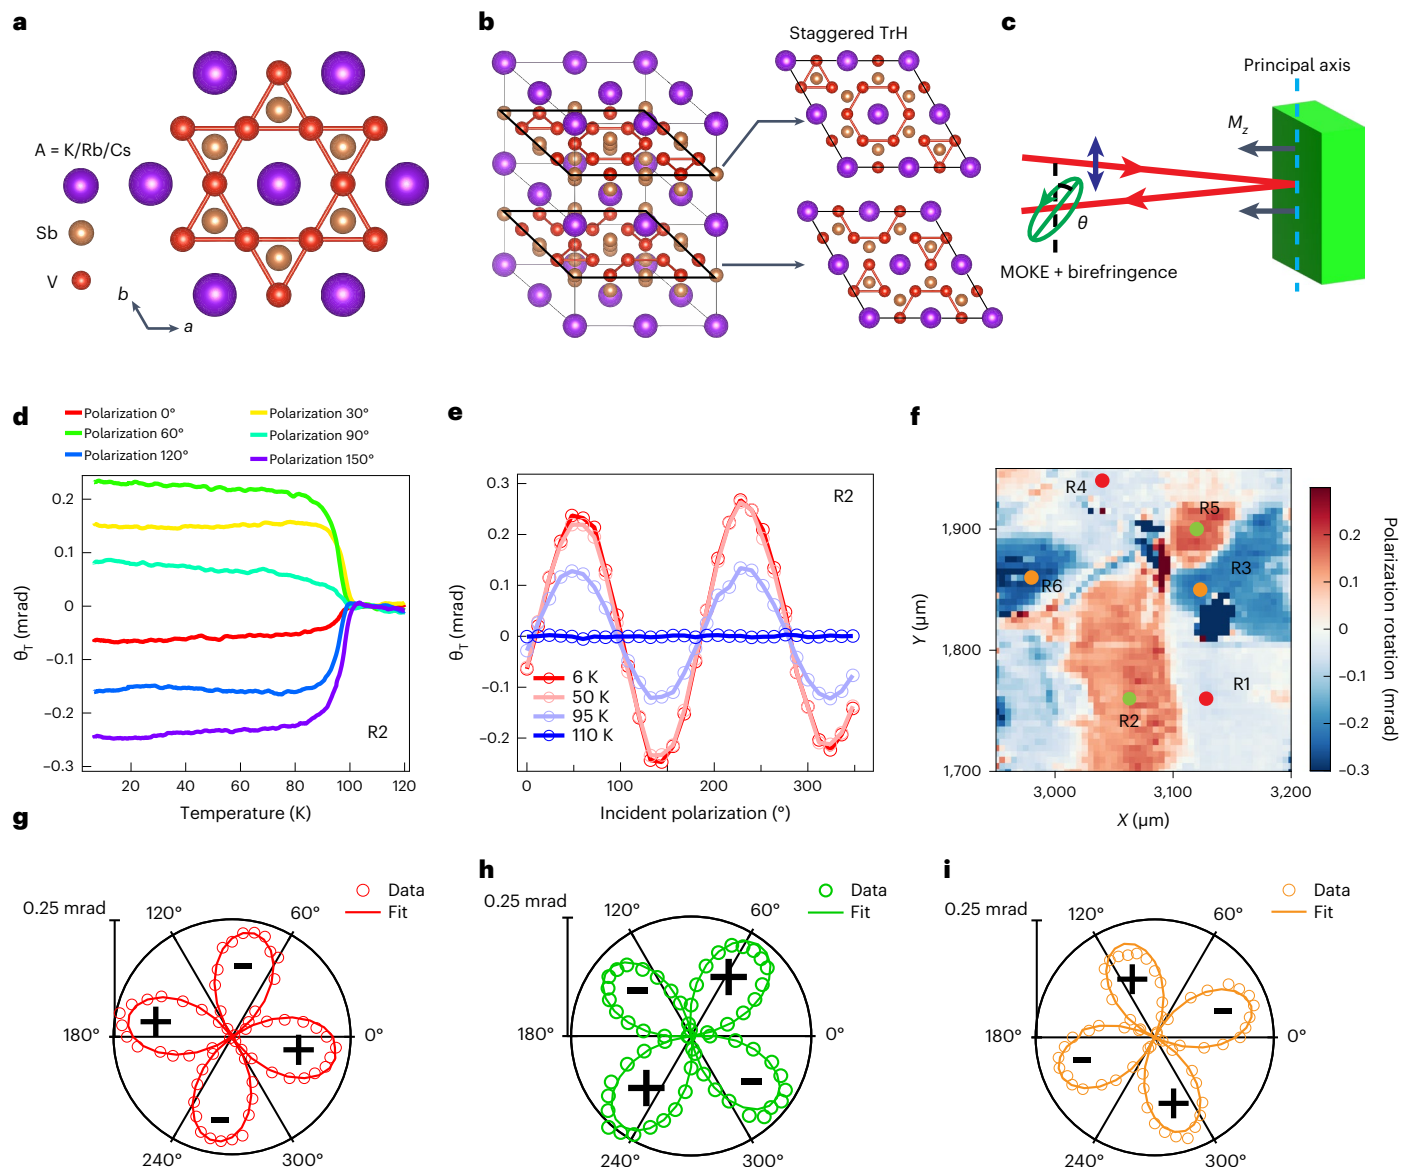 a
A = K/Rb/Cs
Sb
V
b
a
b
Staggered TrH
c
Principal axis
Mz
θ
MOKE + birefringence
d
Polarization 0°
Polarization 30°
Polarization 60°
Polarization 90°
Polarization 120°
Polarization 150°
θT (mrad)
0.2
0.1
0
−0.1
−0.2
−0.3
R2
20
40
60
80
100
120
Temperature (K)
e
θT (mrad)
0.3
0.2
0.1
0
−0.1
−0.2
R2
6 K
50 K
95 K
110 K
0
100
200
300
Incident polarization (°)
f
Y (µm)
1,900
1,800
1,700
R4
R5
R3
R6
R1
R2
3,000
3,100
3,200
X (µm)
0.2
0.1
0
−0.1
−0.2
−0.3
Polarization rotation (mrad)
g
Data
Fit
0.25 mrad
120°
60°
180°
0°
240°
300°
−
+
+
−
h
Data
Fit
0.25 mrad
120°
60°
180°
0°
240°
300°
+
−
+
−
i
Data
Fit
0.25 mrad
120°
60°
180°
0°
240°
300°
+
−
−
+